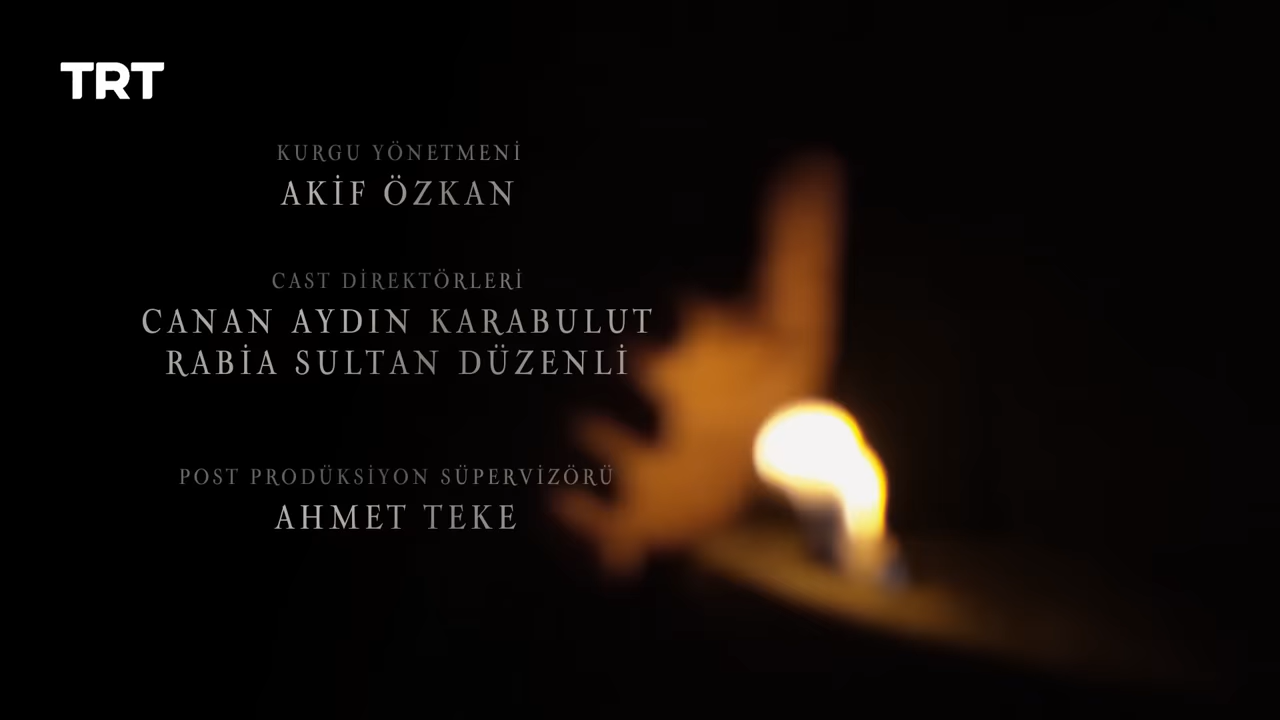 TRT
KURGU YÖNETMENİ
AKİF ÖZKAN
CAST DİREKTÖRLERİ
CANAN AYDIN KARABULUT
RABİA SULTAN DÜZENLİ
POST PRODÜKSİYON SÜPERVİZÖRÜ
AHMET TEKE